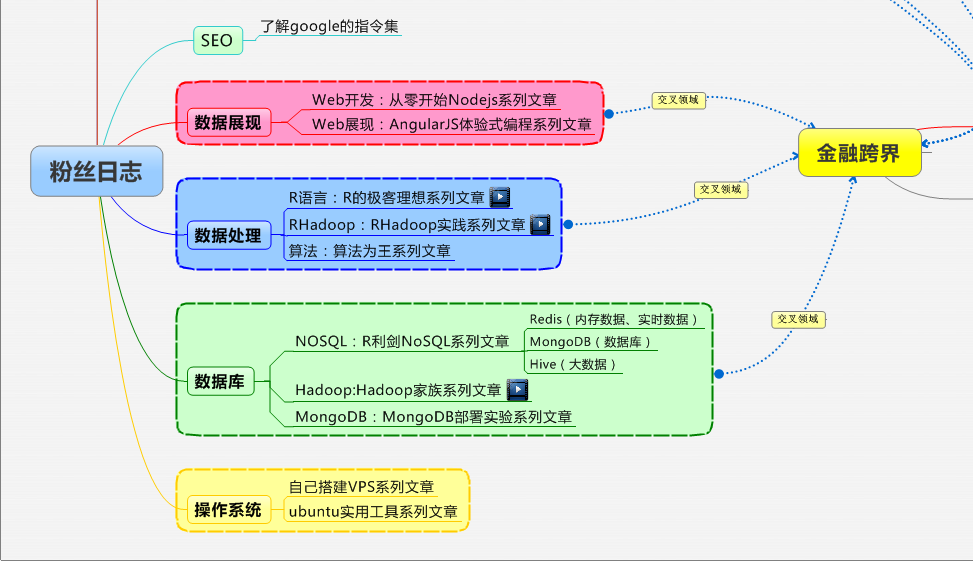 粉丝日志
SEO
了解google的指令集
数据展现
Web开发：从零开始Nodejs系列文章
Web展现：AngularJS体验式编程系列文章
数据处理
R语言：R的极客理想系列文章
RHadoop：RHadoop实践系列文章
算法：算法为王系列文章
数据库
NOSQL：R利剑NoSQL系列文章
Redis（内存数据、实时数据）
MongoDB（数据库）
Hive（大数据）
Hadoop:Hadoop家族系列文章
MongoDB：MongoDB部署实验系列文章
操作系统
自己搭建VPS系列文章
ubuntu实用工具系列文章
交叉领域
交叉领域
交叉领域
金融跨界